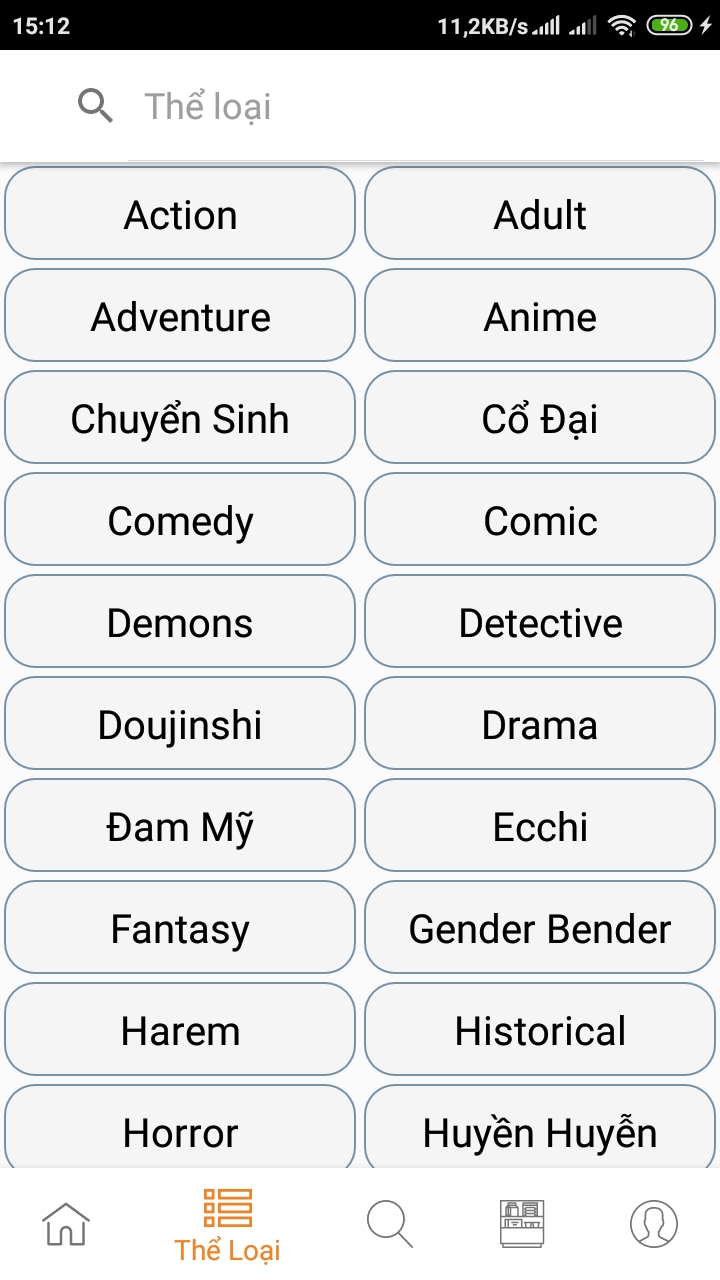 15:12 11,2KB/s 96
Thể loại
Action Adult
Adventure Anime
Chuyển Sinh Cổ Đại
Comedy Comic
Demons Detective
Doujinshi Drama
Đam Mỹ Ecchi
Fantasy Gender Bender
Harem Historical
Horror Huyền Huyễn
Thể Loại